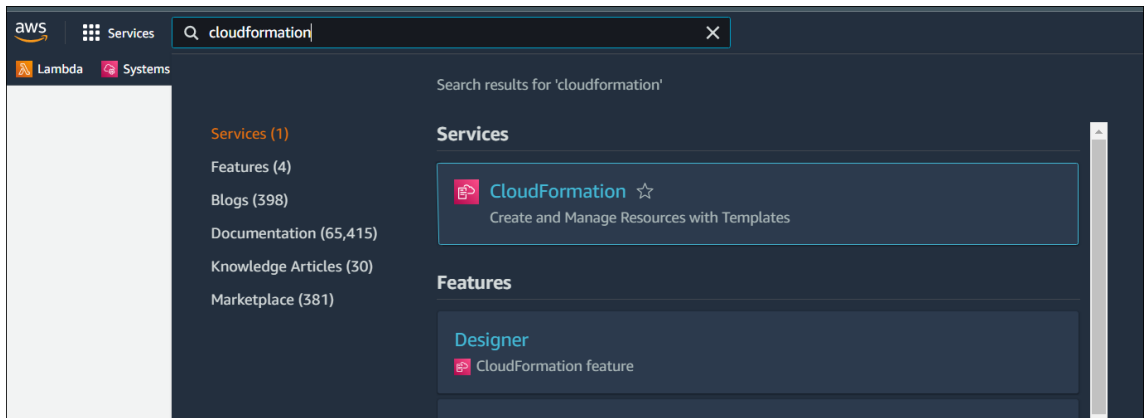 aws
Services
cloudformation
Lambda
Systems
Search results for 'cloudformation'
Services (1)
Features (4)
Blogs (398)
Documentation (65,415)
Knowledge Articles (30)
Marketplace (381)
Services
CloudFormation
Create and Manage Resources with Templates
Features
Designer
CloudFormation feature